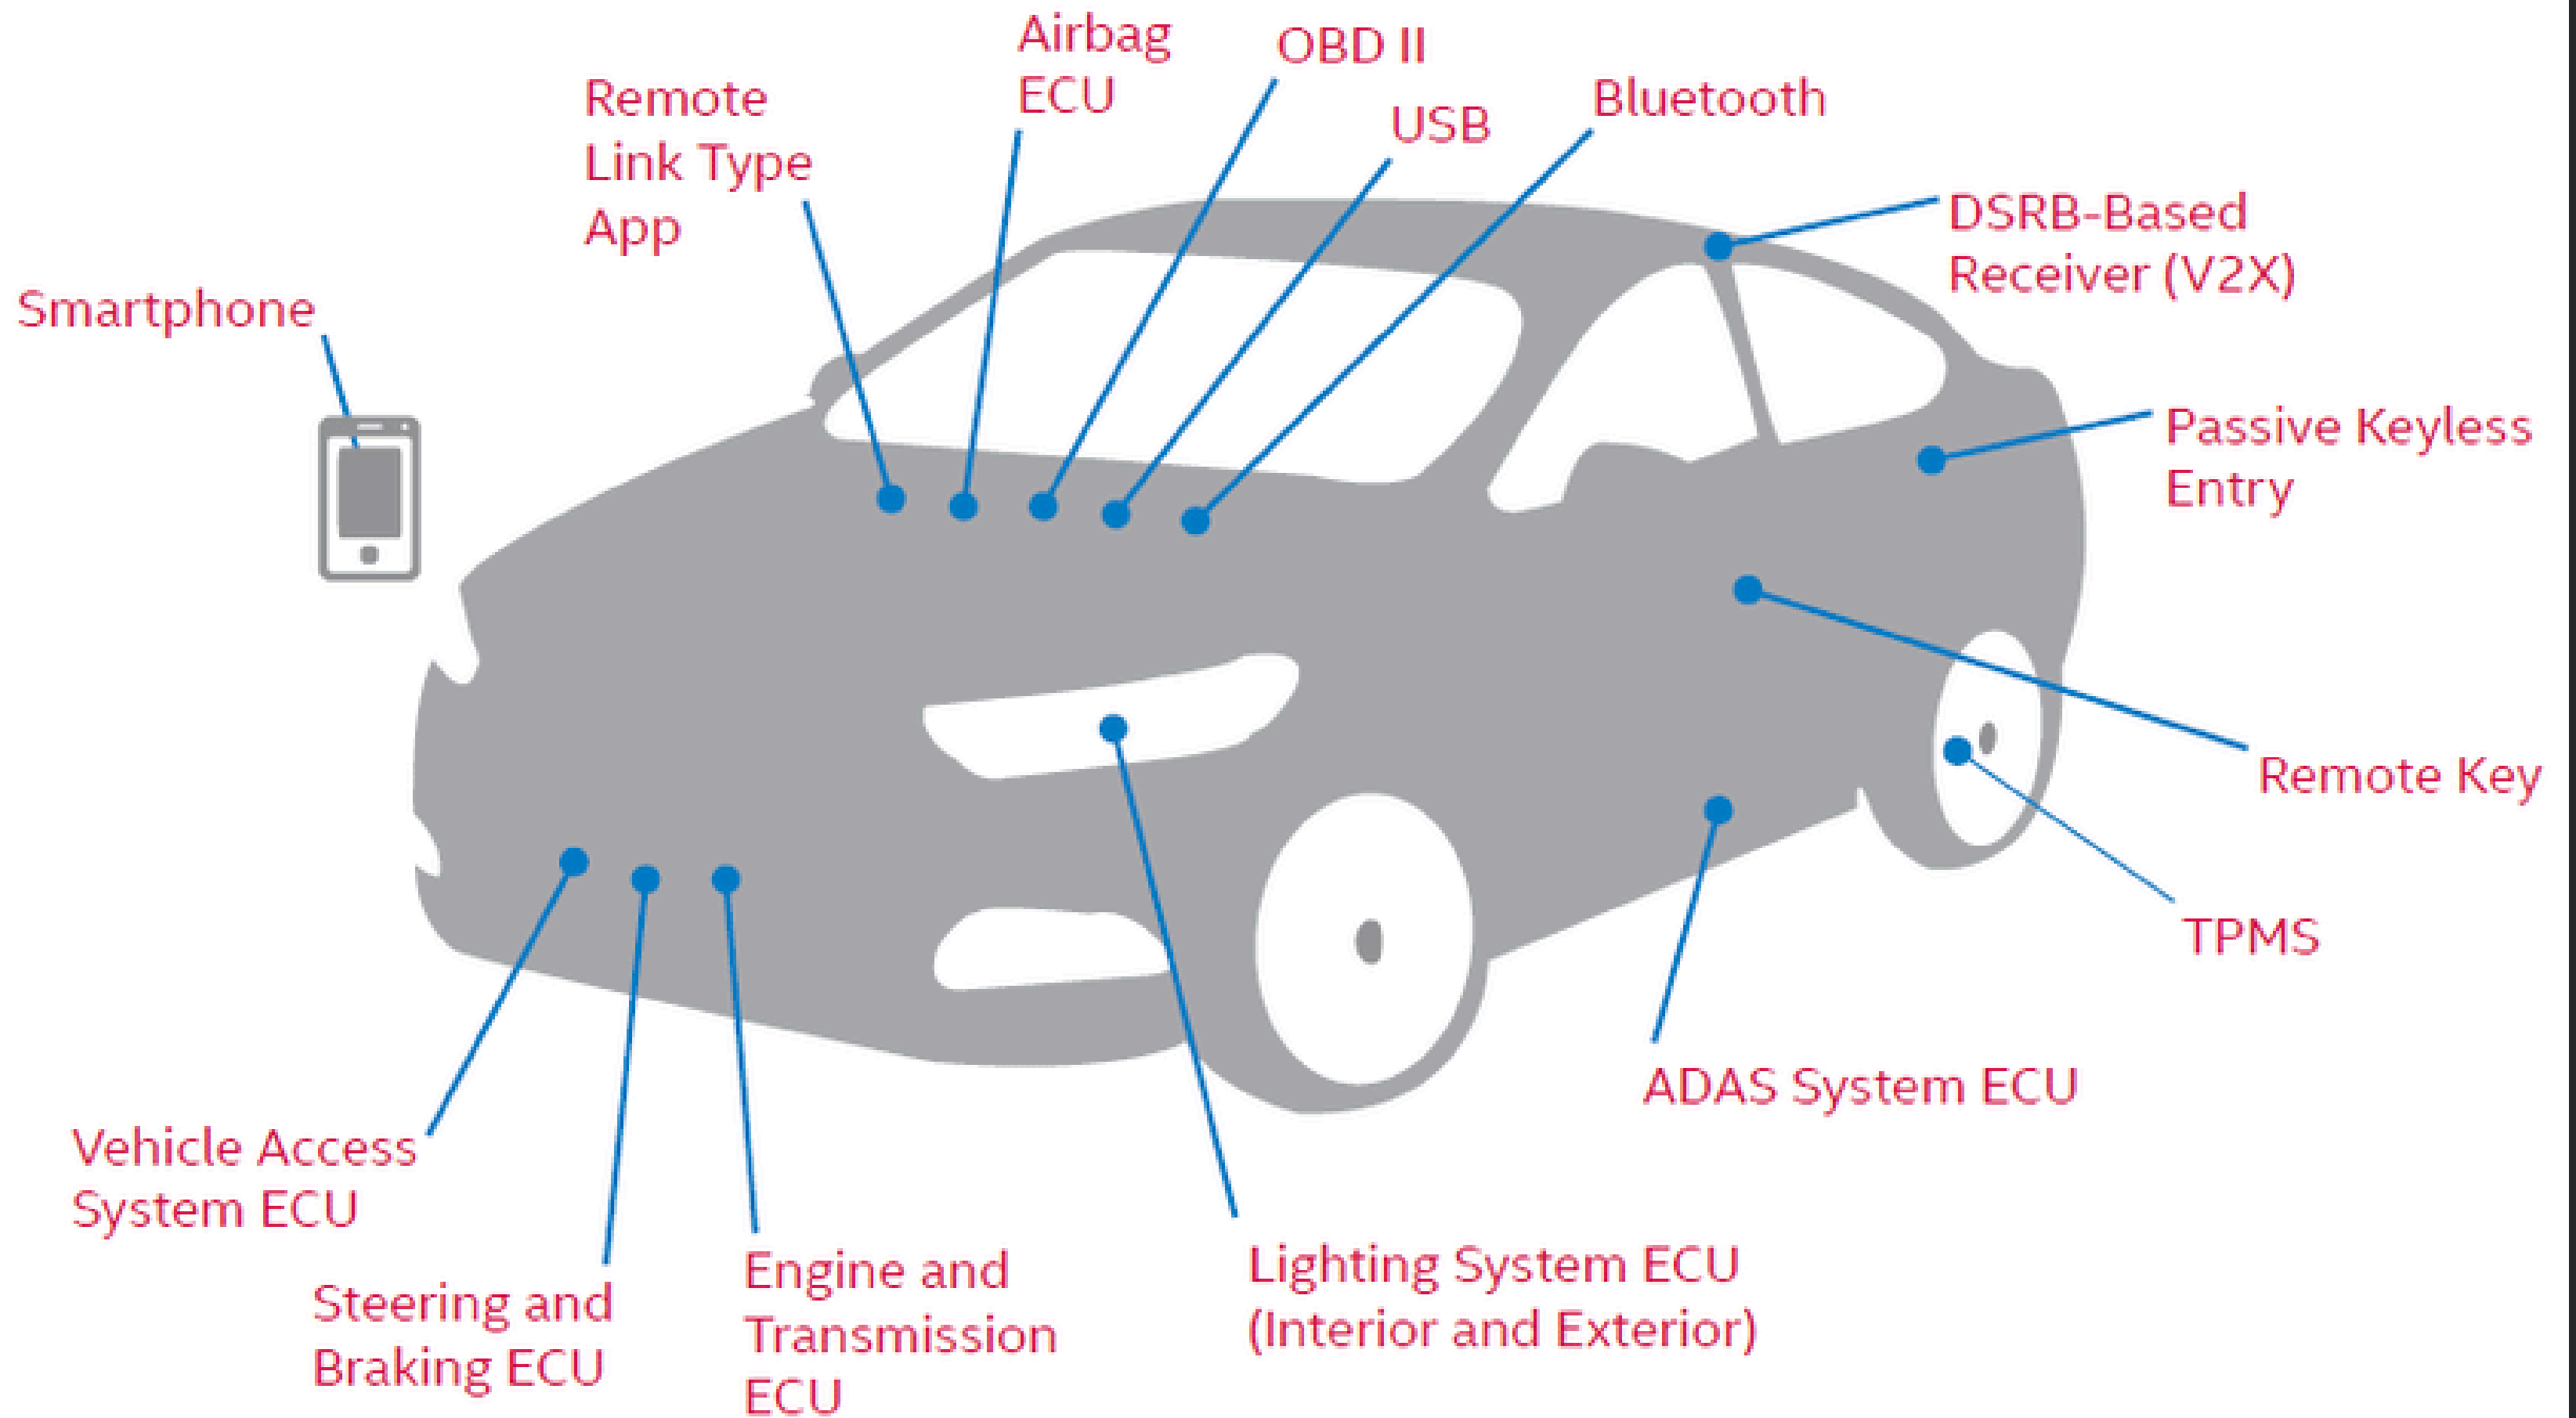 Airbag
ECU
OBD II
Remote
Link Type
App
USB
Bluetooth
DSRB-Based
Receiver (V2X)
Smartphone
Passive Keyless
Entry
Remote Key
TPMS
ADAS System ECU
Vehicle Access
System ECU
Steering and
Braking ECU
Engine and
Transmission
ECU
Lighting System ECU
(Interior and Exterior)